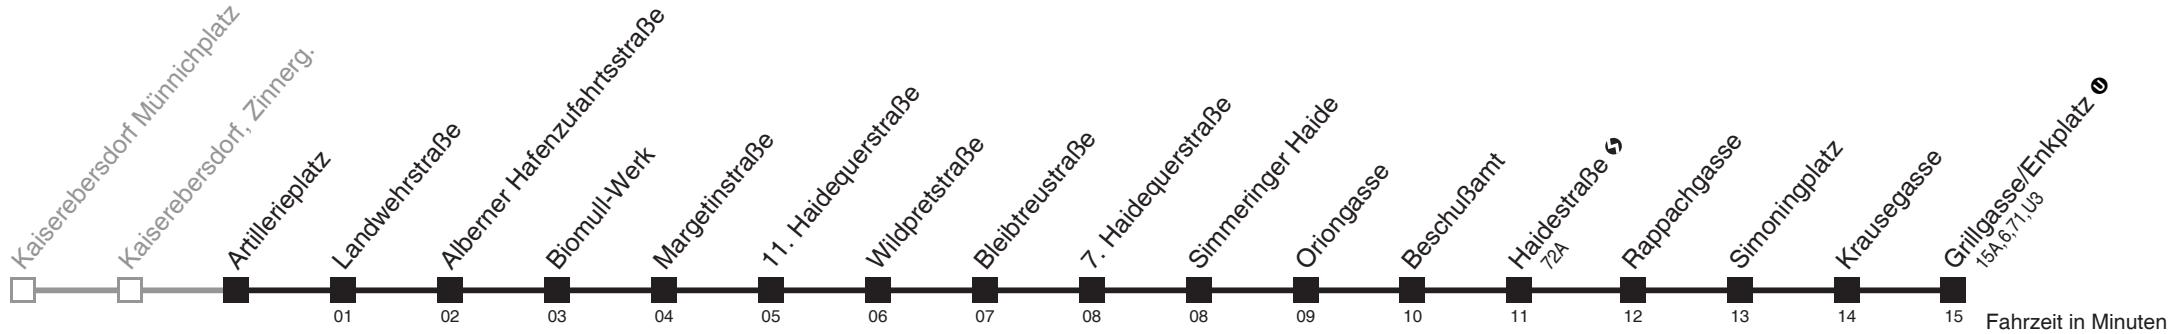 Kaiserebersdorf Münnichplatz
Kaiserebersdorf, Zinnerg.
Artillerieplatz
Landwehrstraße
Alberner Hafenzufahrtsstraße
Biomull-Werk
Margetinstraße
11. Haidequerstraße
Wildpretstraße
Bleibtreustraße
7. Haidequerstraße
Simmeringer Haide
Oriongasse
Beschußamt
Haidestraße
72A
Rappachgasse
Simoningplatz
Krausegasse
Grillgasse/Enkplatz U
15A,6,71,U3
01 02 03 04 05 06 07 08 08 09 10 11 12 13 14 15 Fahrzeit in Minuten